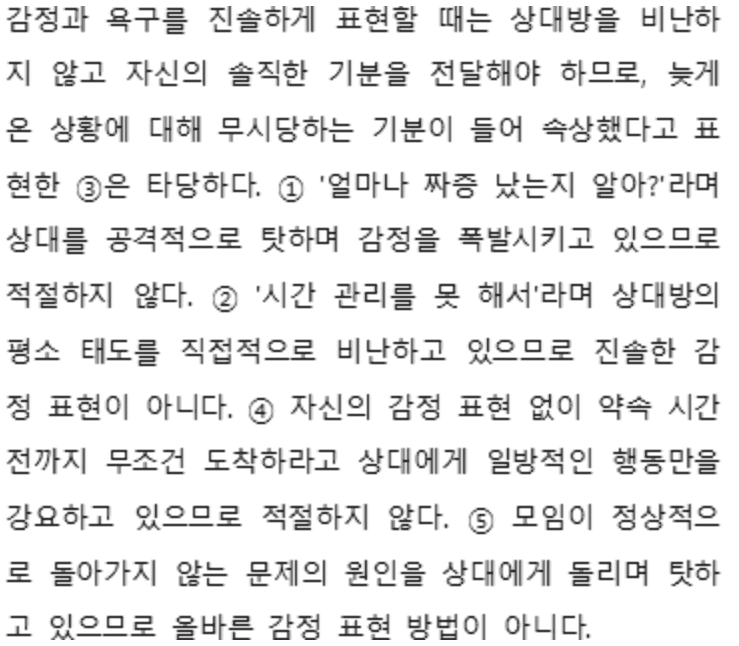 감정과 욕구를 진솔하게 표현할 때는 상대방을 비난하
지 않고 자신의 솔직한 기분을 전달해야 하므로, 늦게
온 상황에 대해 무시당하는 기분이 들어 속상했다고 표
현한 ③은 타당하다. ① '얼마나 짜증 났는지 알아?'라며
상대를 공격적으로 탓하며 감정을 폭발시키고 있으므로
적절하지 않다. ② '시간 관리를 못 해서'라며 상대방의
평소 태도를 직접적으로 비난하고 있으므로 진솔한 감
정 표현이 아니다. ④ 자신의 감정 표현 없이 약속 시간
전까지 무조건 도착하라고 상대에게 일방적인 행동만을
강요하고 있으므로 적절하지 않다. ⑤ 모임이 정상적으
로 돌아가지 않는 문제의 원인을 상대에게 돌리며 탓하
고 있으므로 올바른 감정 표현 방법이 아니다.